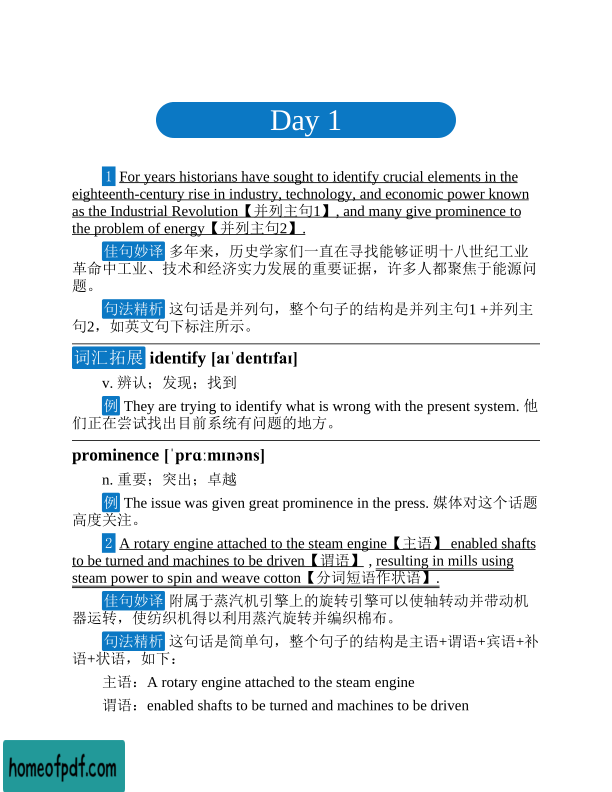 Day 1
1 For years historians have sought to identify crucial elements in the
eighteenth-century rise in industry, technology, and economic power known
as the Industrial Revolution【并列主句1】, and many give prominence to
the problem of energy【并列主句2】.
佳句妙译 多年来，历史学家们一直在寻找能够证明十八世纪工业
革命中工业、技术和经济实力发展的重要证据，许多人都聚焦于能源问
题。
句法精析 这句话是并列句，整个句子的结构是并列主句1 +并列主
句2，如英文句下标注所示。
词汇拓展 identify [aɪˈdentɪfaɪ]
v. 辨认；发现；找到
例 They are trying to identify what is wrong with the present system. 他
们正在尝试找出目前系统有问题的地方。
prominence [ˈprɑːmɪnəns]
n. 重要；突出；卓越
例 The issue was given great prominence in the press. 媒体对这个话题
高度关注。
2 A rotary engine attached to the steam engine【主语】 enabled shafts
to be turned and machines to be driven【谓语】 , resulting in mills using
steam power to spin and weave cotton【分词短语作状语】.
佳句妙译 附属于蒸汽机引擎上的旋转引擎可以使轴转动并带动机
器运转，使纺织机得以利用蒸汽旋转并编织棉布。
句法精析 这句话是简单句，整个句子的结构是主语+谓语+宾语+补
语+状语，如下：
主语：A rotary engine attached to the steam engine
谓语：enabled shafts to be turned and machines to be driven
homeofpdf.com